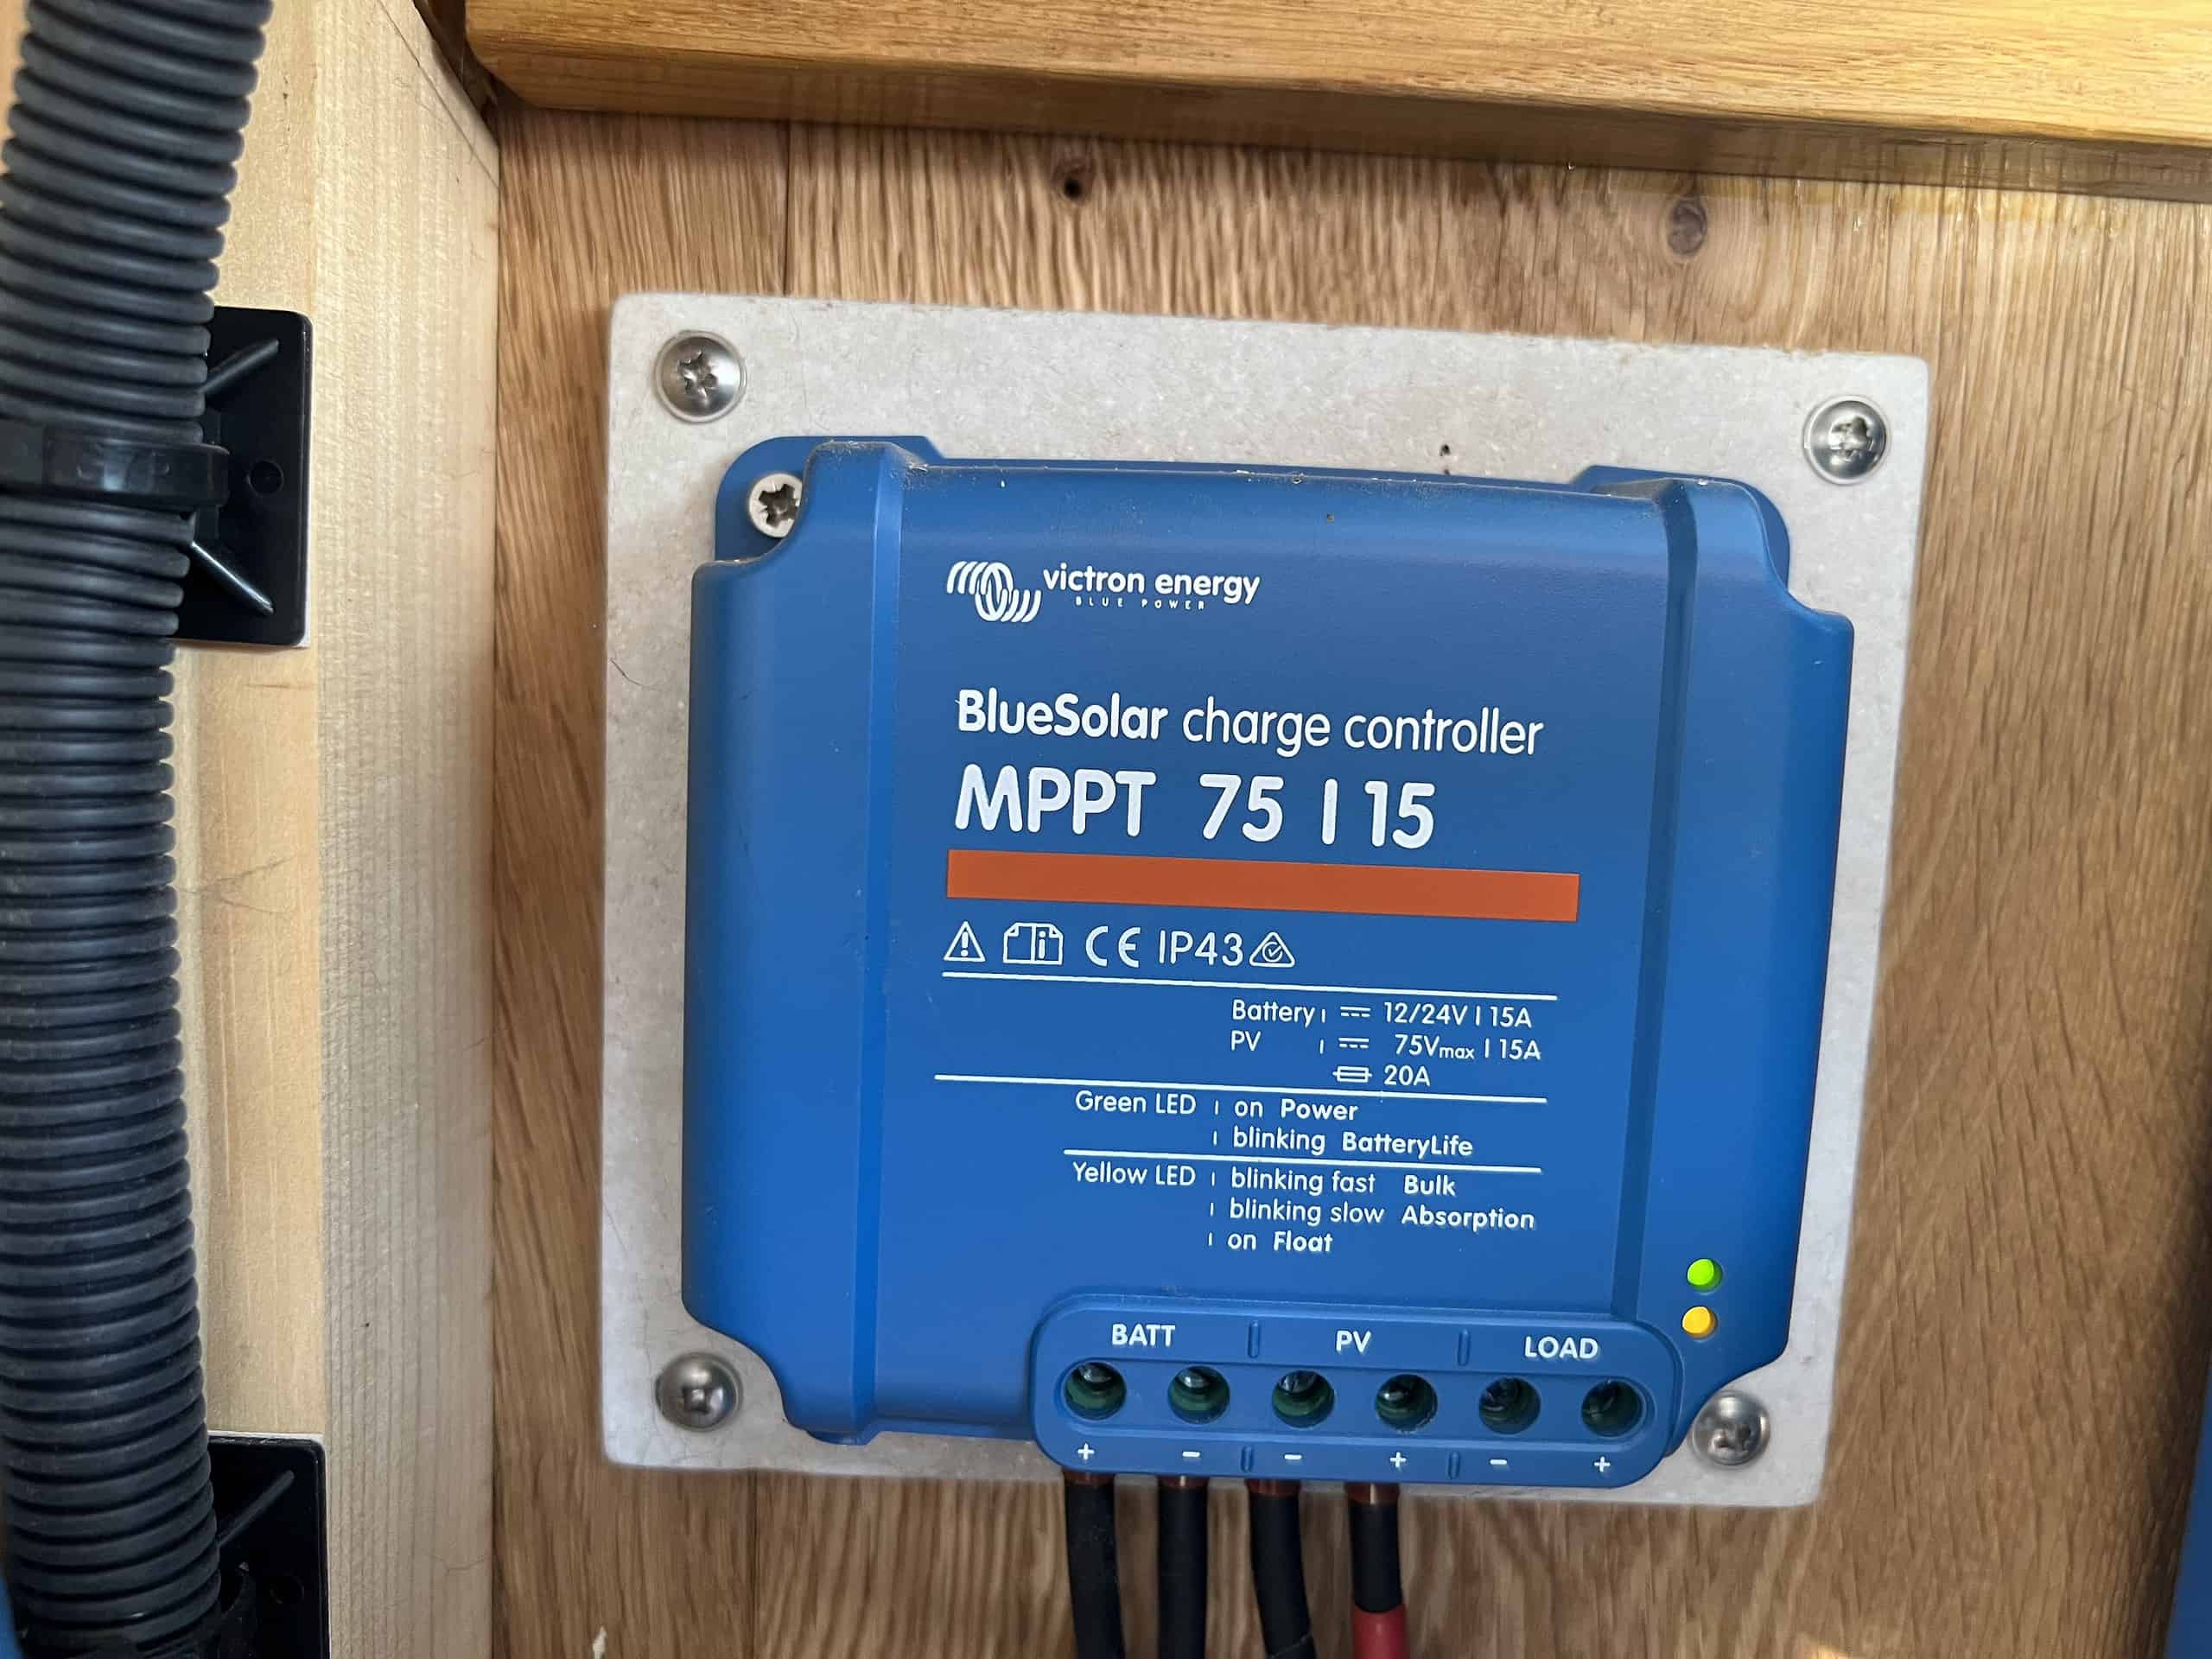 victron energy
BLUE POWER
BlueSolar charge controller
MPPT 75 | 15
CE IP43
Battery | 12/24V | 15A
PV | 75Vmax | 15A
20A
Green LED | on Power
| blinking BatteryLife
Yellow LED | blinking fast Bulk
| blinking slow Absorption
| on Float
BATT | PV | LOAD
+ - | - + | - +